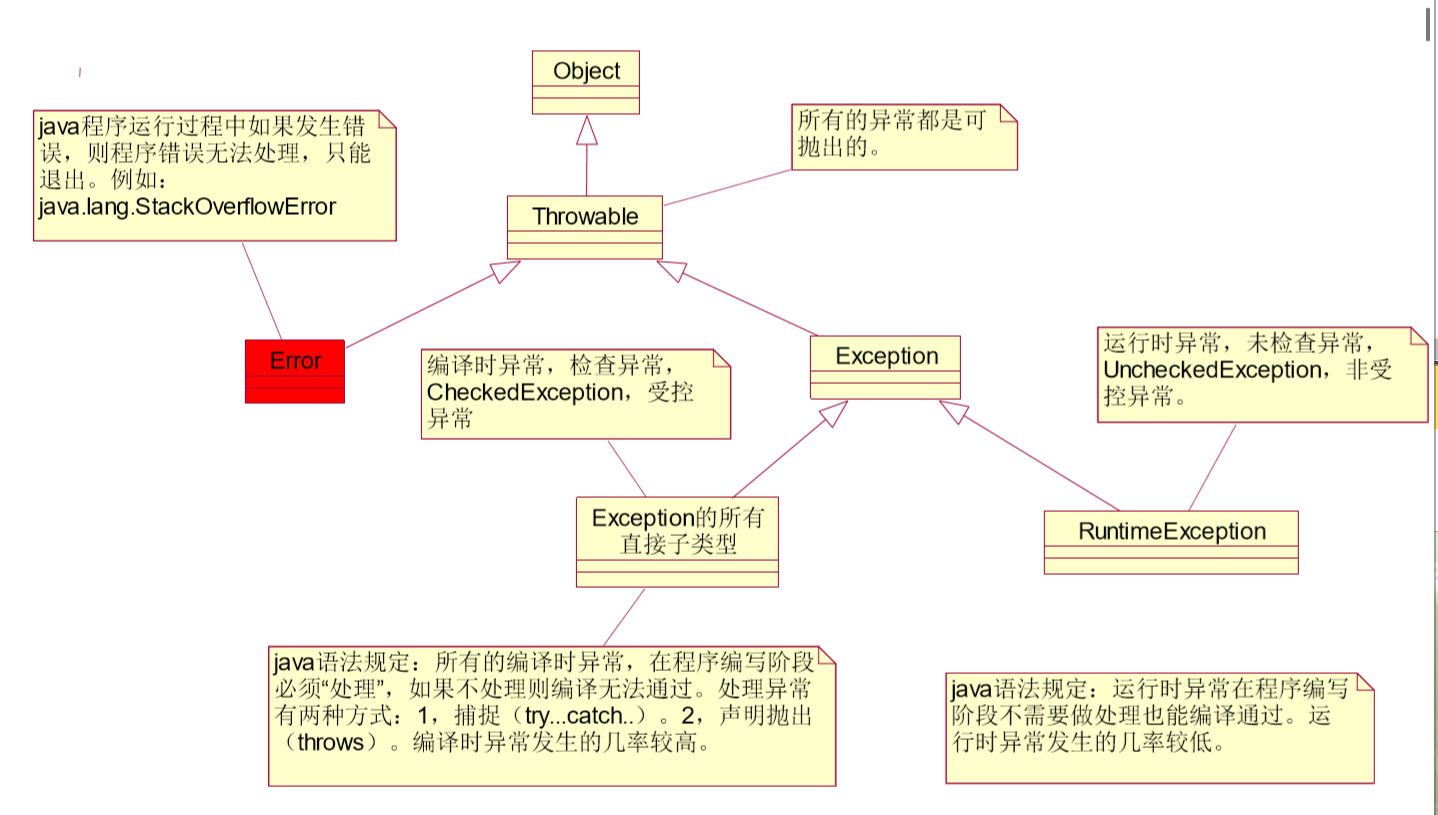 Object
java程序运行过程中如果发生错
误，则程序错误无法处理，只能
退出。例如：
java.lang.StackOverflowError
所有的异常都是可
抛出的。
Throwable
Error
编译时异常，检查异常，
CheckedException，受控
异常
Exception
运行时异常，未检查异常，
UncheckedException，非受
控异常。
Exception的所有
直接子类型
RuntimeException
java语法规定：所有的编译时异常，在程序编写阶段
必须“处理”，如果不处理则编译无法通过。处理异常
有两种方式：1，捕捉（try...catch..）。2，声明抛出
（throws）。编译时异常发生的几率较高。
java语法规定：运行时异常在程序编写
阶段不需要做处理也能编译通过。运
行时异常发生的几率较低。